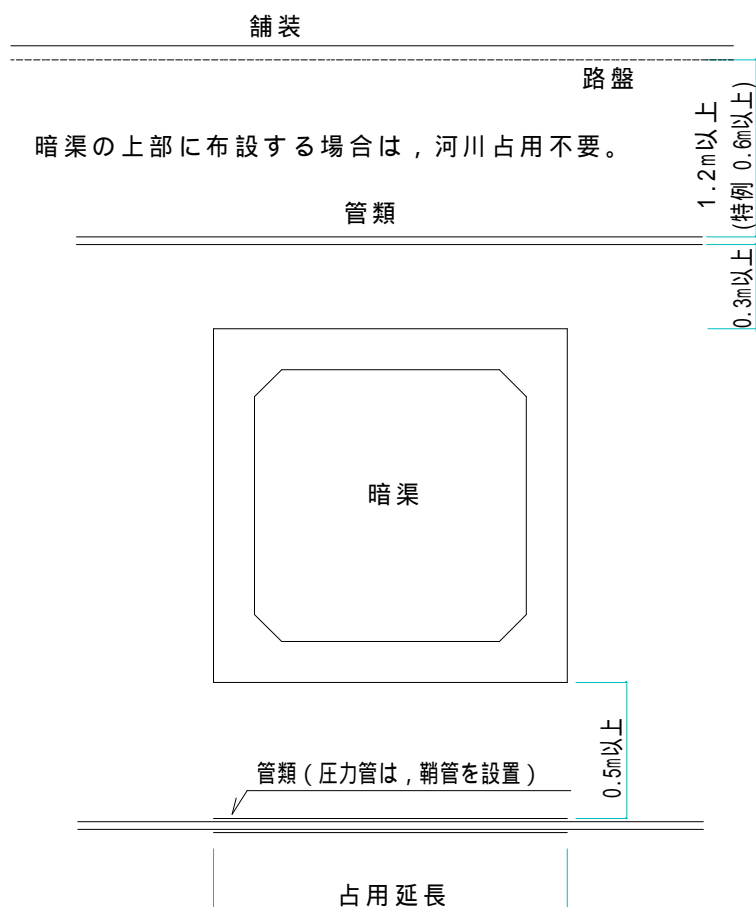 舗装
路盤
1.2m以上
(特例 0.6m以上)
暗渠の上部に布設する場合は，河川占用不要。
管類
0.3m以上
暗渠
0.5m以上
管類（圧力管は，鞘管を設置）
占用延長